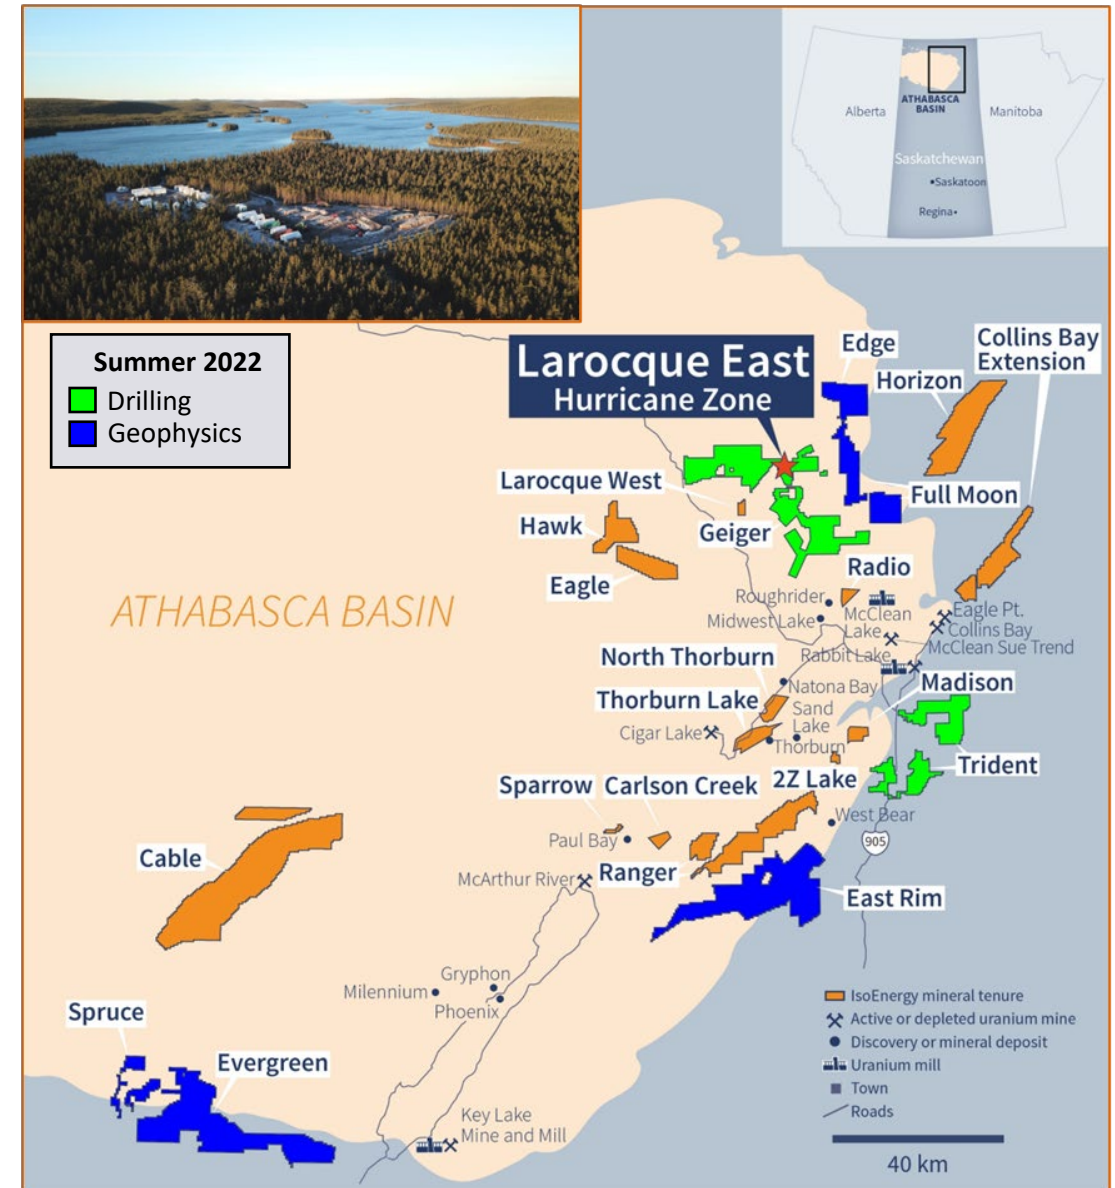 ATHABASCA
BASIN
Alberta
Manitoba
Saskatchewan
Saskatoon
Regina
Summer 2022
Drilling
Geophysics
Larocque East
Hurricane Zone
Edge
Horizon
Collins Bay
Extension
Larocque West
Full Moon
Hawk
Geiger
Eagle
Radio
ATHABASCA BASIN
Roughrider
Midwest Lake
McClean
Lake
Eagle Pt.
Collins Bay
McClean Sue Trend
Rabbit Lake
North Thorburn
Natona Bay
Madison
Thorburn Lake
Sand
Lake
Cigar Lake
Thorburn
Trident
2Z Lake
Sparrow
Carlson Creek
West Bear
Paul Bay
905
Cable
McArthur River
Ranger
East Rim
Gryphon
Milennium
Phoenix
Spruce
Evergreen
Key Lake
Mine and Mill
IsoEnergy mineral tenure
Active or depleted uranium mine
Discovery or mineral deposit
Uranium mill
Town
Roads
40 km